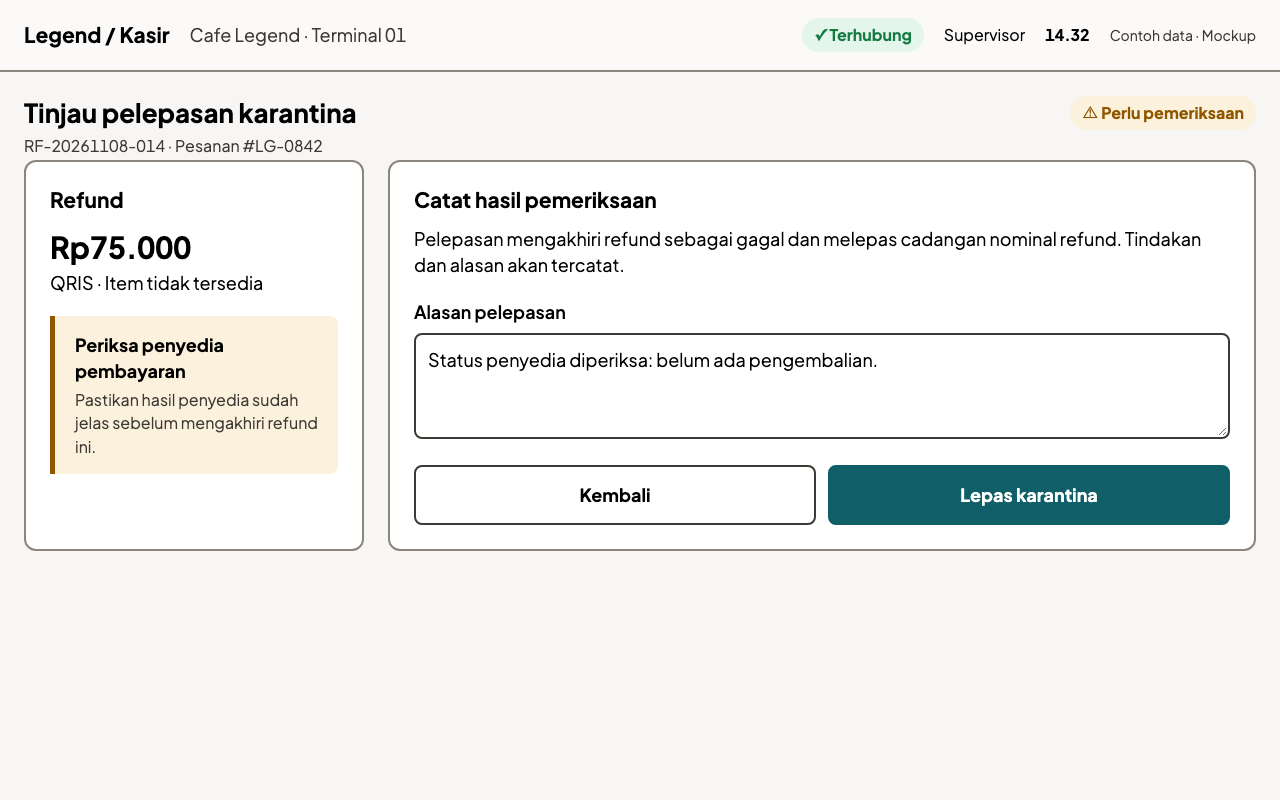 Legend / Kasir
Cafe Legend · Terminal 01
✓Terhubung
Supervisor
14.32
Contoh data · Mockup
Tinjau pelepasan karantina
⚠ Perlu pemeriksaan
RF-20261108-014 · Pesanan #LG-0842
Refund
Rp75.000
QRIS · Item tidak tersedia
Periksa penyedia
pembayaran
Pastikan hasil penyedia sudah
jelas sebelum mengakhiri refund
ini.
Catat hasil pemeriksaan
Pelepasan mengakhiri refund sebagai gagal dan melepas cadangan nominal refund. Tindakan
dan alasan akan tercatat.
Alasan pelepasan
Status penyedia diperiksa: belum ada pengembalian.
Kembali
Lepas karantina